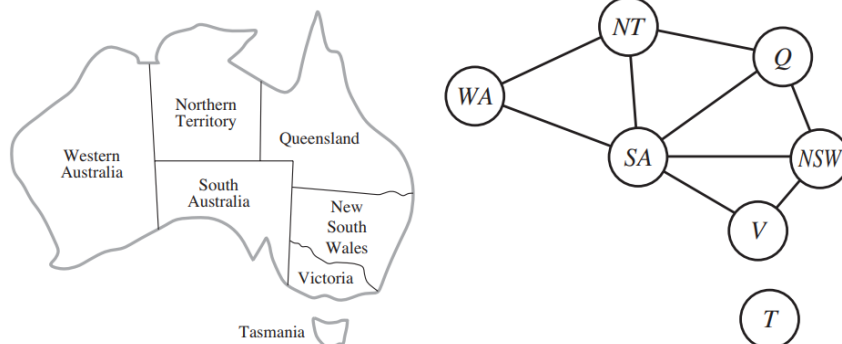 Northern
Territory
Western
Australia
Queensland
South
Australia
New
South
Wales
Victoria
Tasmania
NT
Q
WA
SA
NSW
V
T